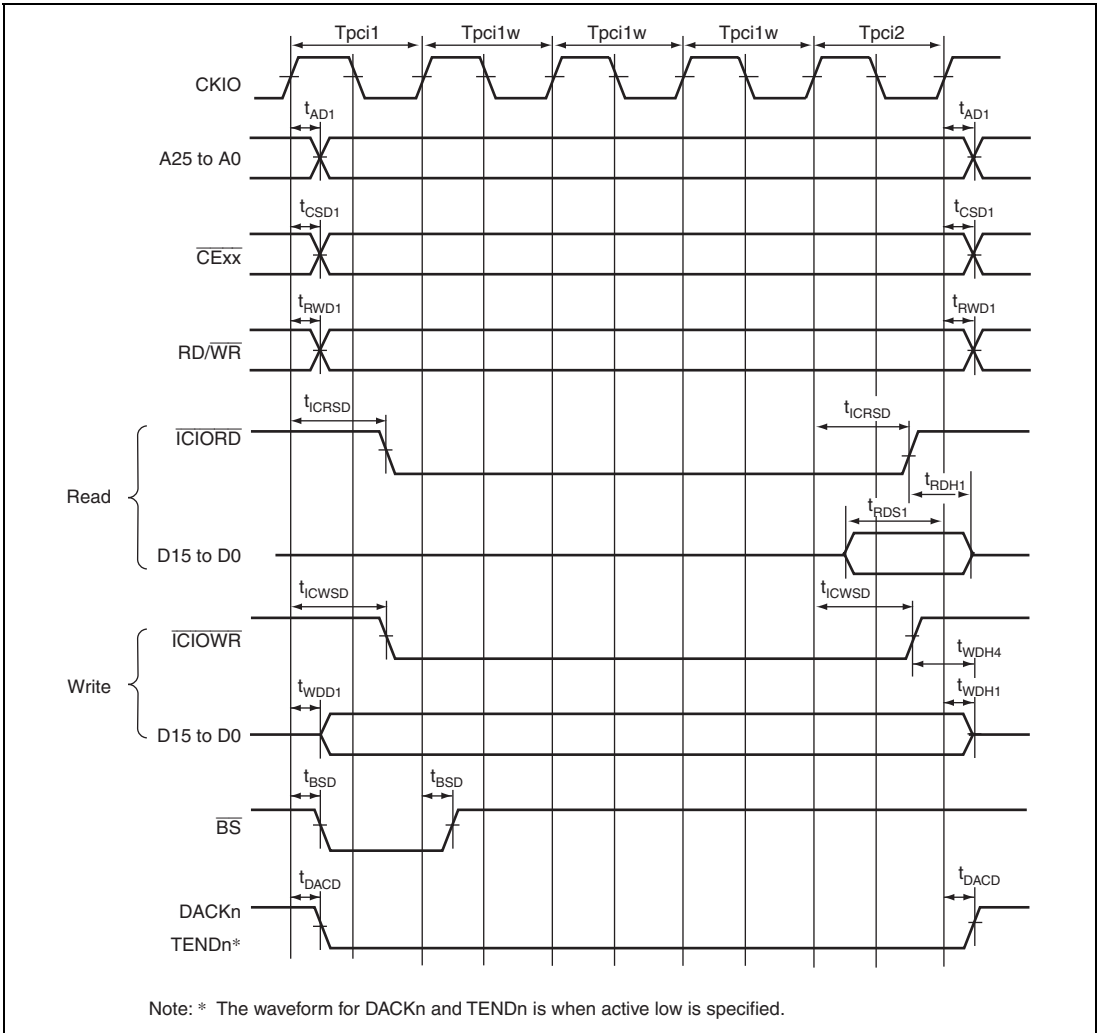 Tpci1 Tpci1w Tpci1w Tpci1w Tpci2
CKIO
tAD1 tAD1
A25 to A0
tCSD1 tCSD1
CExx
tRWD1 tRWD1
RD/WR
tICRSD tICRSD
ICIORD
tRDH1
Read
tRDS1
D15 to D0
tICWSD tICWSD
ICIOWR
tWDH4
Write
tWDD1 tWDH1
D15 to D0
tBSD tBSD
BS
tDACD tDACD
DACKn
TENDn*
Note: * The waveform for DACKn and TENDn is when active low is specified.